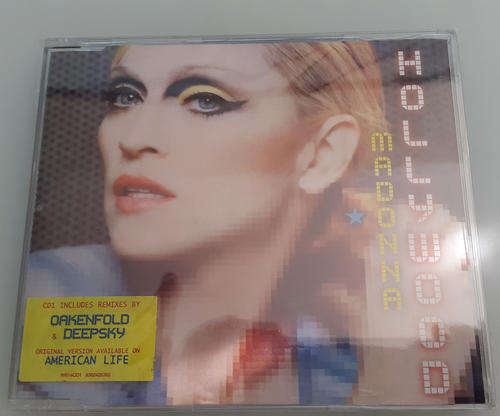 HOLLYWOOD
MADONNA
CD1 INCLUDES REMIXES BY
OAKENFOLD
& DEEPSKY
ORIGINAL VERSION AVAILABLE ON
AMERICAN LIFE